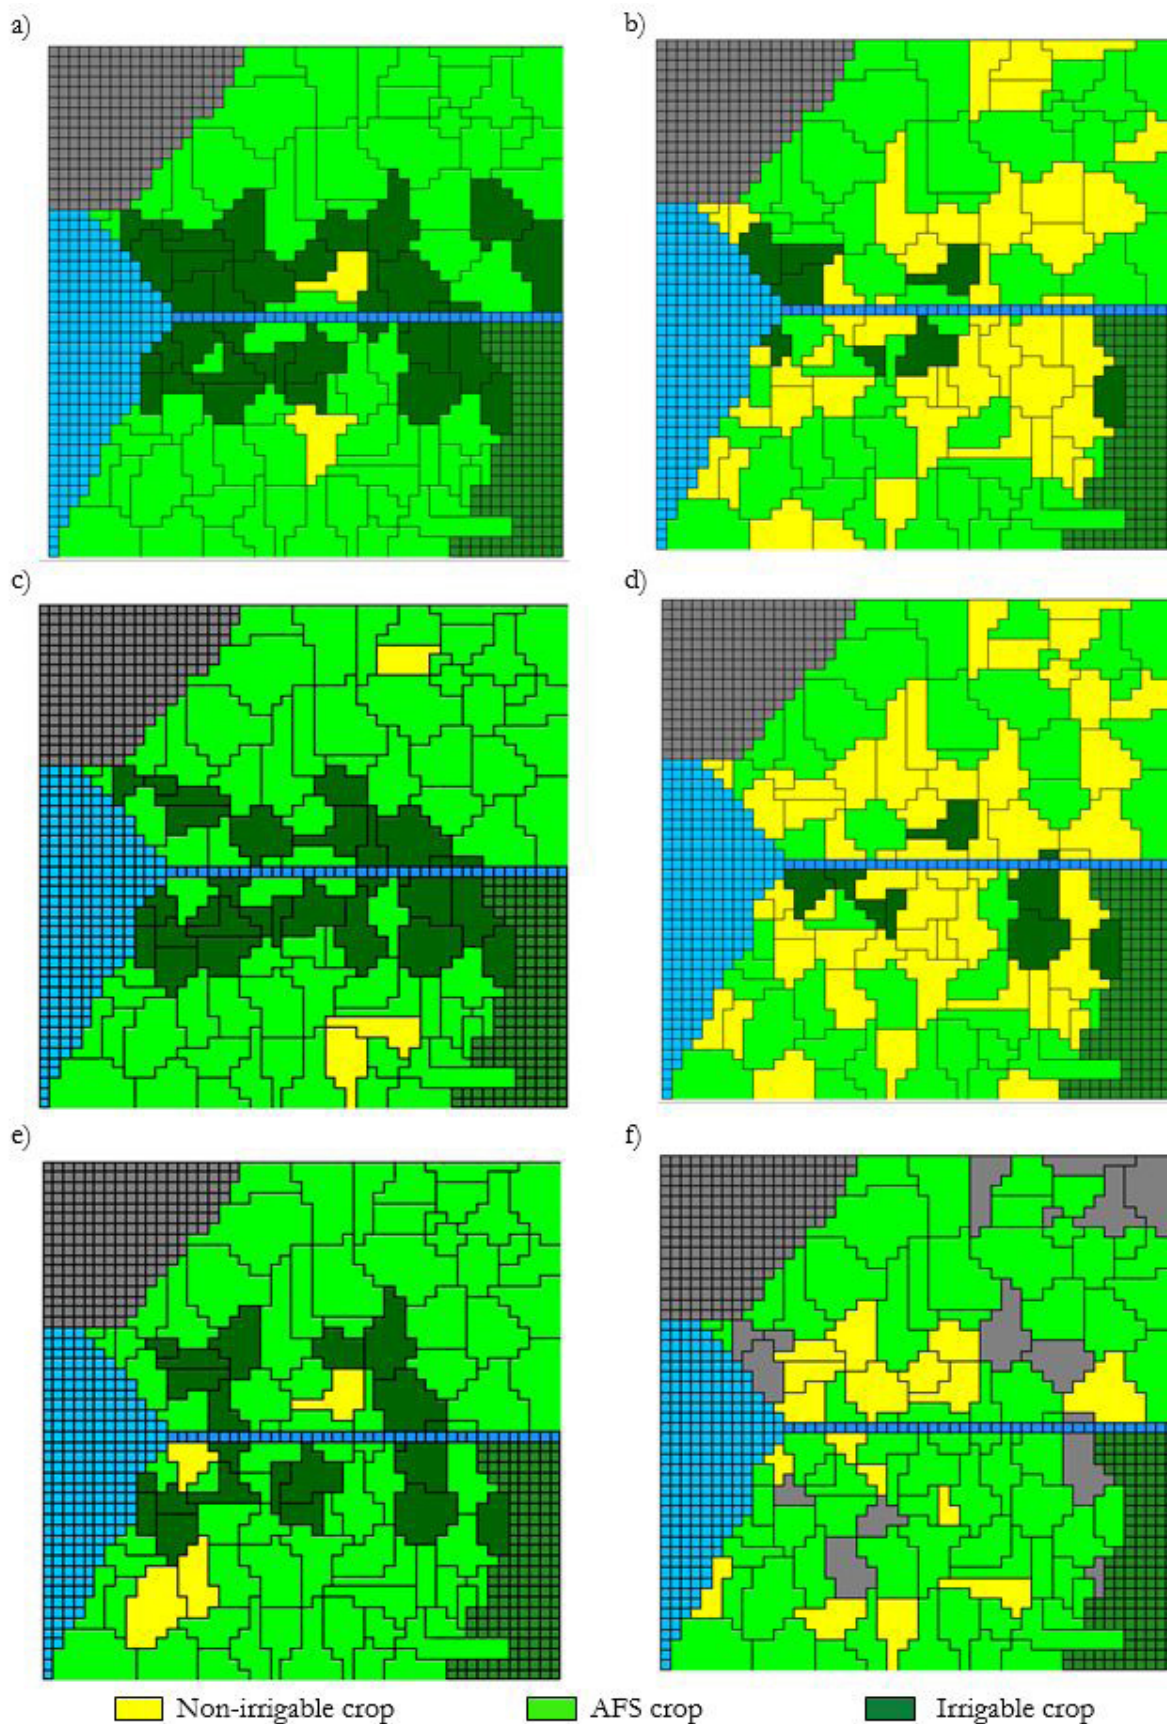 a)
b)
c)
d)
e)
f)
Non-irrigable crop AFS crop Irrigable crop